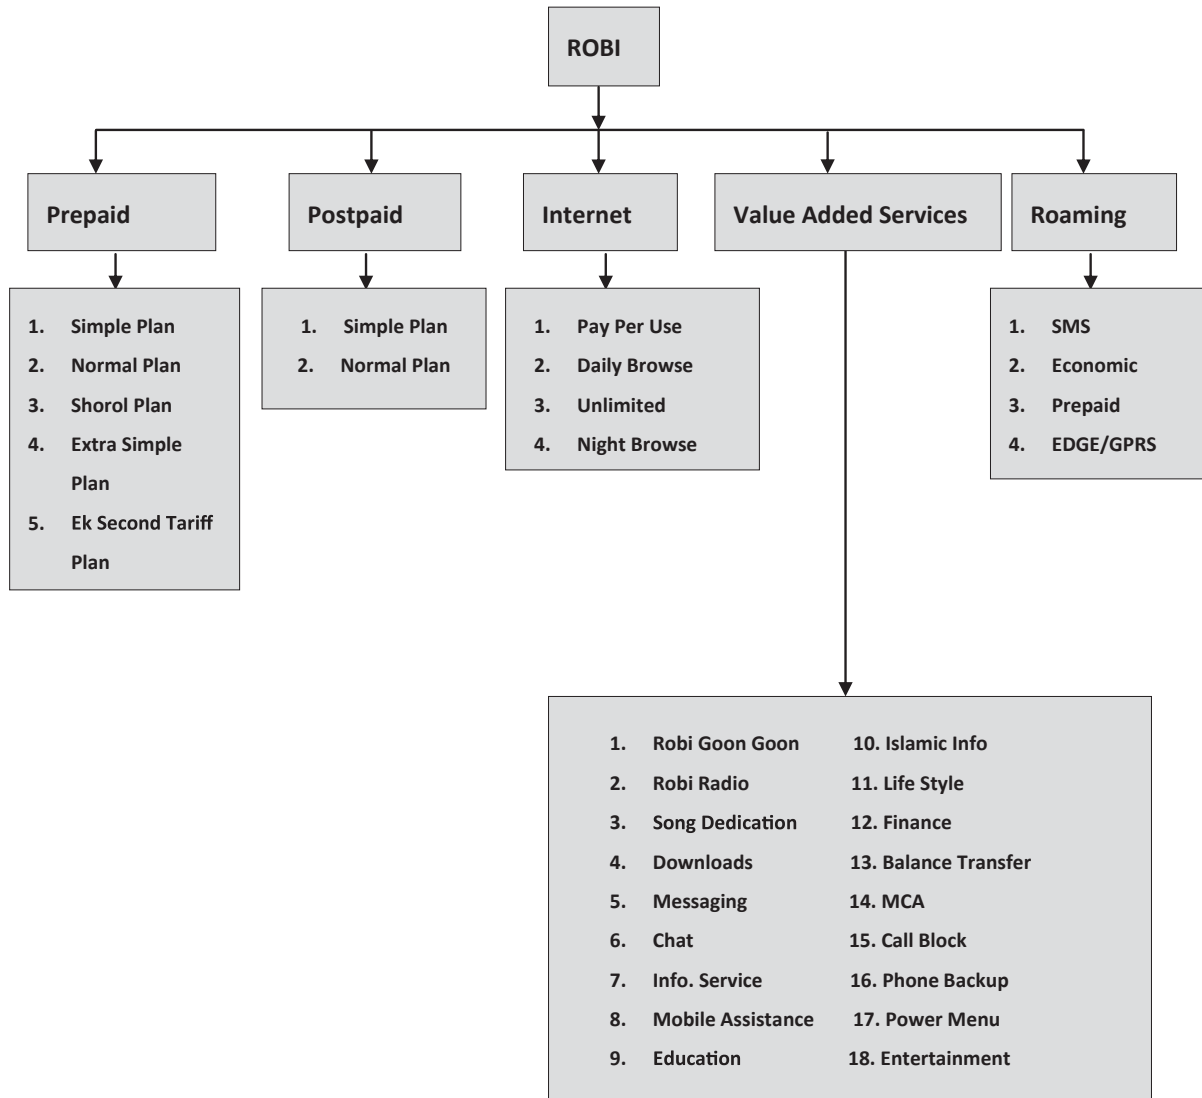 ROBI
Prepaid
Postpaid
Internet
Value Added Services
Roaming
1. Simple Plan
2. Normal Plan
3. Shorol Plan
4. Extra Simple
Plan
5. Ek Second Tariff
Plan
1. Simple Plan
2. Normal Plan
1. Pay Per Use
2. Daily Browse
3. Unlimited
4. Night Browse
1. SMS
2. Economic
3. Prepaid
4. EDGE/GPRS
1. Robi Goon Goon
2. Robi Radio
3. Song Dedication
4. Downloads
5. Messaging
6. Chat
7. Info. Service
8. Mobile Assistance
9. Education
10. Islamic Info
11. Life Style
12. Finance
13. Balance Transfer
14. MCA
15. Call Block
16. Phone Backup
17. Power Menu
18. Entertainment